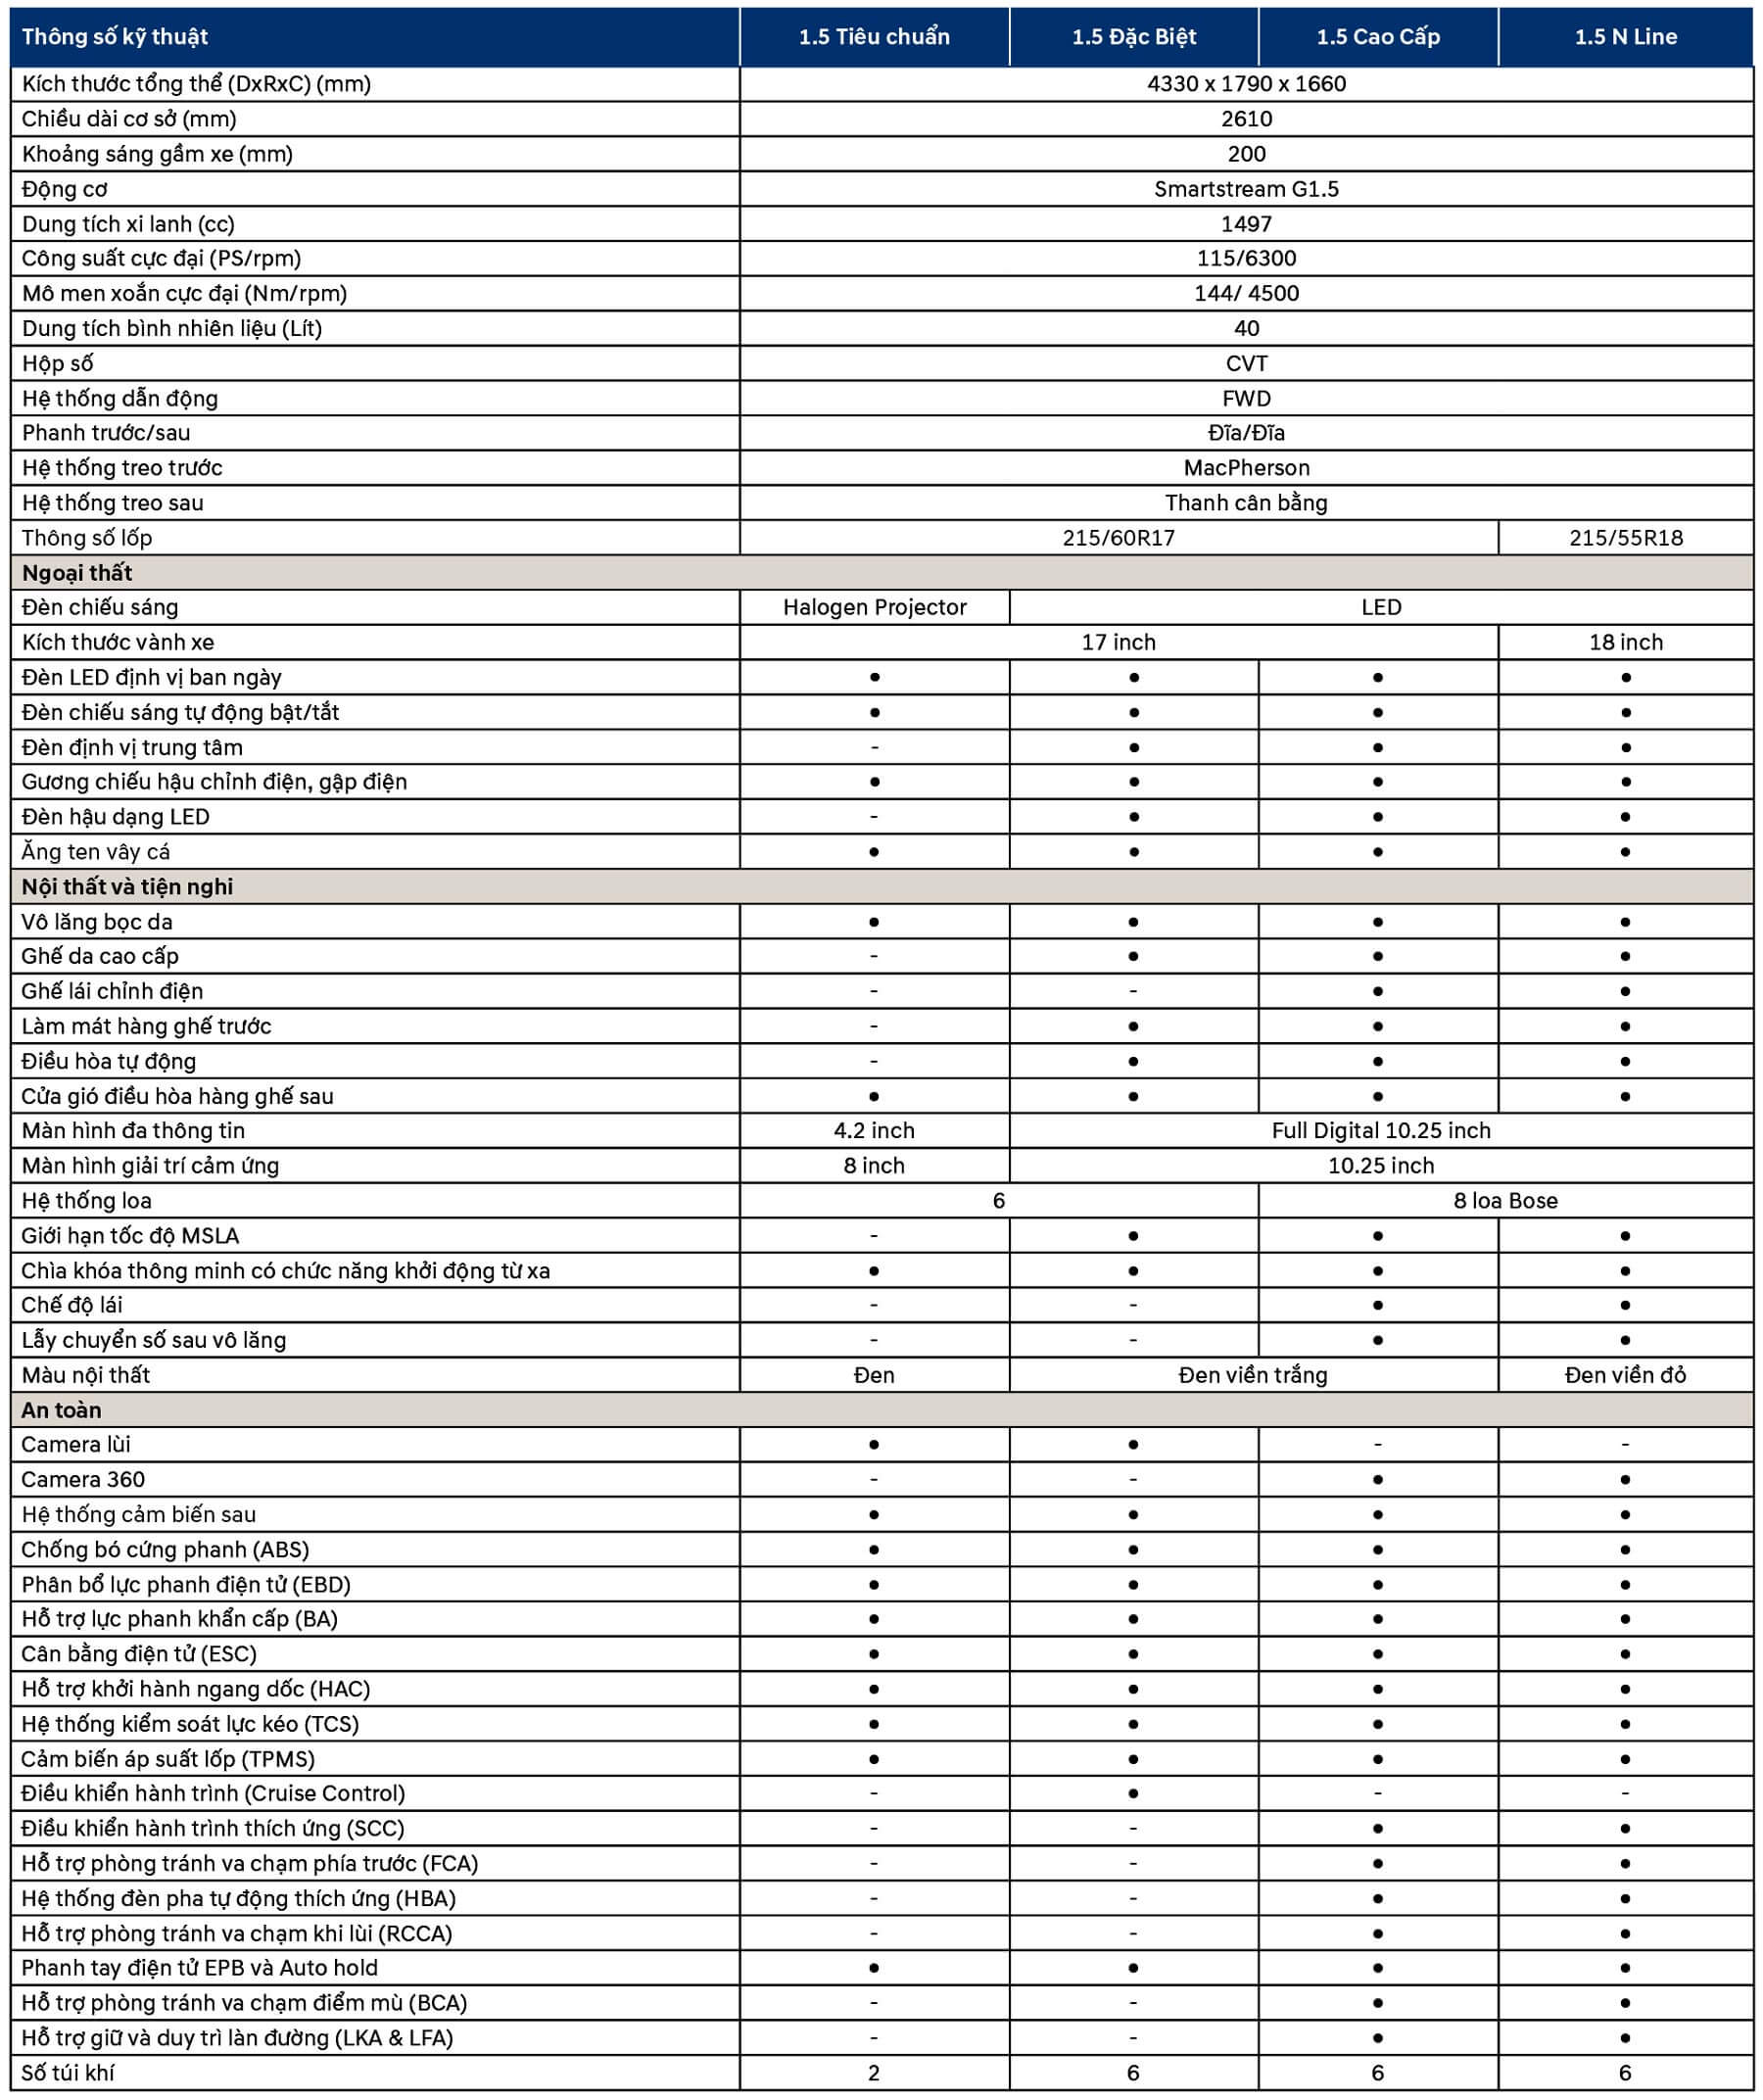 Thông số kỹ thuật 1.5 Tiêu chuẩn 1.5 Đặc Biệt 1.5 Cao Cấp 1.5 N Line
Kích thước tổng thể (DxRxC) (mm) 4330 x 1790 x 1660
Chiều dài cơ sở (mm) 2610
Khoảng sáng gầm xe (mm) 200
Động cơ Smartstream G1.5
Dung tích xi lanh (cc) 1497
Công suất cực đại (PS/rpm) 115/6300
Mô men xoắn cực đại (Nm/rpm) 144/ 4500
Dung tích bình nhiên liệu (Lít) 40
Hộp số CVT
Hệ thống dẫn động FWD
Phanh trước/sau Đĩa/Đĩa
Hệ thống treo trước MacPherson
Hệ thống treo sau Thanh cân bằng
Thông số lốp 215/60R17 215/55R18
Ngoại thất
Đèn chiếu sáng Halogen Projector LED
Kích thước vành xe 17 inch 18 inch
Đèn LED định vị ban ngày • • • •
Đèn chiếu sáng tự động bật/tắt • • • •
Đèn định vị trung tâm - • • •
Gương chiếu hậu chỉnh điện, gập điện • • • •
Đèn hậu dạng LED - • • •
Ăng ten vây cá • • • •
Nội thất và tiện nghi
Vô lăng bọc da • • • •
Ghế da cao cấp - • • •
Ghế lái chỉnh điện - - • •
Làm mát hàng ghế trước - • • •
Điều hòa tự động - • • •
Cửa gió điều hòa hàng ghế sau • • • •
Màn hình đa thông tin 4.2 inch Full Digital 10.25 inch
Màn hình giải trí cảm ứng 8 inch 10.25 inch
Hệ thống loa 6 8 loa Bose
Giới hạn tốc độ MSLA - • • •
Chìa khóa thông minh có chức năng khởi động từ xa • • • •
Chế độ lái - - • •
Lẫy chuyển số sau vô lăng - - • •
Màu nội thất Đen Đen viền trắng Đen viền đỏ
An toàn
Camera lùi • • - -
Camera 360 - - • •
Hệ thống cảm biến sau • • • •
Chống bó cứng phanh (ABS) • • • •
Phân bổ lực phanh điện tử (EBD) • • • •
Hỗ trợ lực phanh khẩn cấp (BA) • • • •
Cân bằng điện tử (ESC) • • • •
Hỗ trợ khởi hành ngang dốc (HAC) • • • •
Hệ thống kiểm soát lực kéo (TCS) • • • •
Cảm biến áp suất lốp (TPMS) • • • •
Điều khiển hành trình (Cruise Control) - • - -
Điều khiển hành trình thích ứng (SCC) - - • •
Hỗ trợ phòng tránh va chạm phía trước (FCA) - - • •
Hệ thống đèn pha tự động thích ứng (HBA) - - • •
Hỗ trợ phòng tránh va chạm khi lùi (RCCA) - - • •
Phanh tay điện tử EPB và Auto hold • • • •
Hỗ trợ phòng tránh va chạm điểm mù (BCA) - - • •
Hỗ trợ giữ và duy trì làn đường (LKA & LFA) - - • •
Số túi khí 2 6 6 6